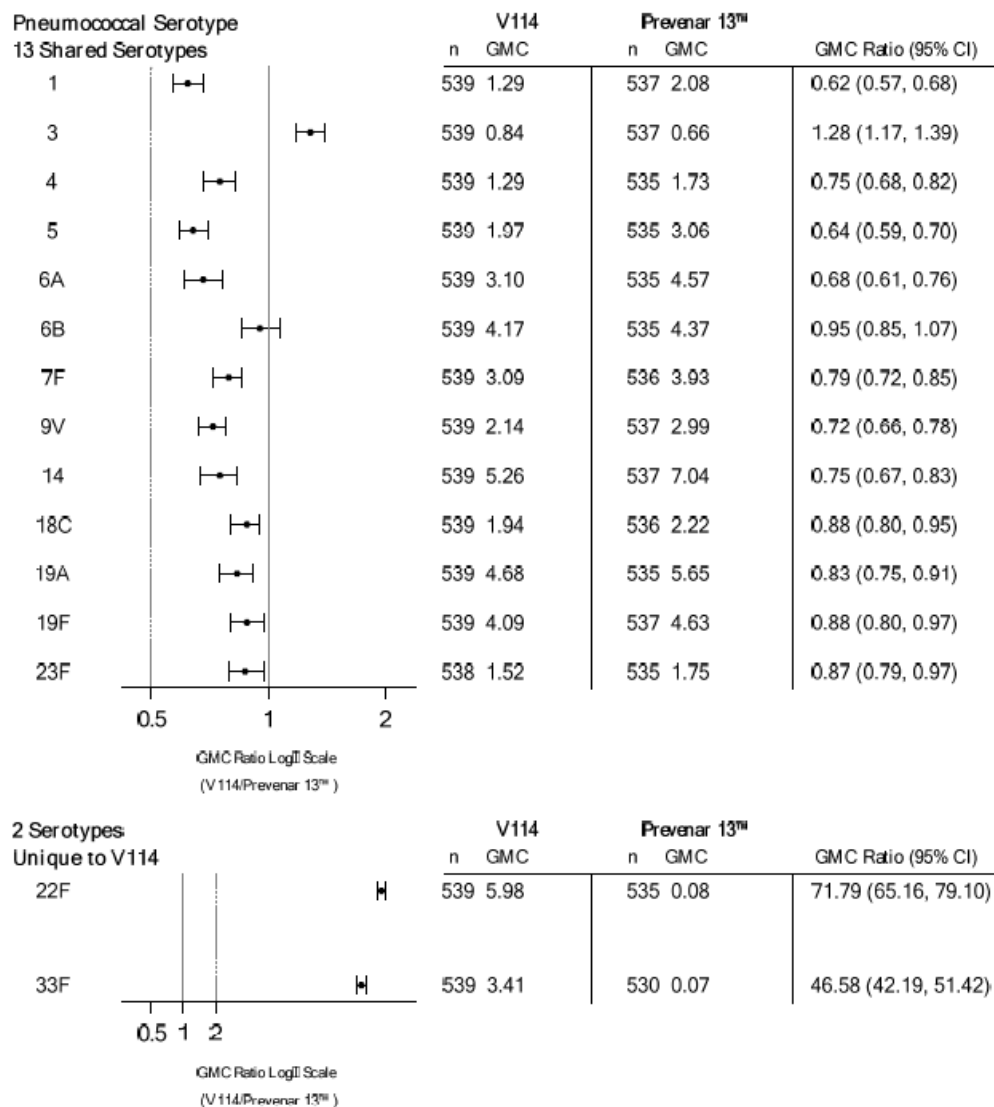 Pneumococcal Serotype V114 Prevenar 13™
13 Shared Serotypes n GMC n GMC GMC Ratio (95% CI)
1 539 1.29 537 2.08 0.62 (0.57, 0.68)
3 539 0.84 537 0.66 1.28 (1.17, 1.39)
4 539 1.29 535 1.73 0.75 (0.68, 0.82)
5 539 1.97 535 3.06 0.64 (0.59, 0.70)
6A 539 3.10 535 4.57 0.68 (0.61, 0.76)
6B 539 4.17 535 4.37 0.95 (0.85, 1.07)
7F 539 3.09 536 3.93 0.79 (0.72, 0.85)
9V 539 2.14 537 2.99 0.72 (0.66, 0.78)
14 539 5.26 537 7.04 0.75 (0.67, 0.83)
18C 539 1.94 536 2.22 0.88 (0.80, 0.95)
19A 539 4.68 535 5.65 0.83 (0.75, 0.91)
19F 539 4.09 537 4.63 0.88 (0.80, 0.97)
23F 538 1.52 535 1.75 0.87 (0.79, 0.97)
0.5 1 2
GMC Ratio Scale
(V114/Prevenar 13™)
2 Serotypes V114 Prevenar 13™
Unique to V114 n GMC n GMC GMC Ratio (95% CI)
22F 539 5.98 535 0.08 71.79 (65.16, 79.10)
33F 539 3.41 530 0.07 46.58 (42.19, 51.42)
0.5 1 2
GMC Ratio Scale
(V114/Prevenar 13™)